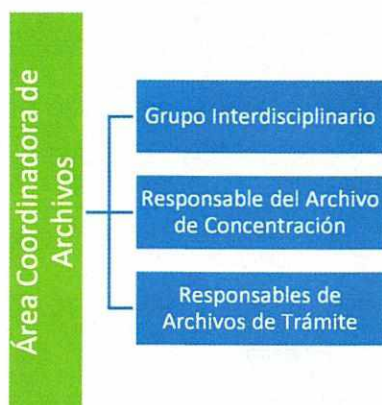 Área Coordinadora de
Archivos
Grupo Interdisciplinario
Responsable del Archivo
de Concentración
Responsables de
Archivos de Trámite